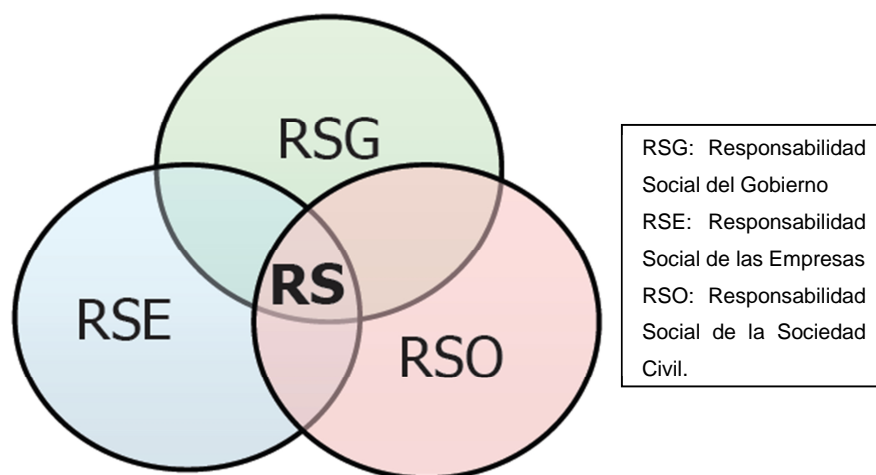 RSG
RSE
RS
RSO
RSG: Responsabilidad
Social del Gobierno
RSE: Responsabilidad
Social de las Empresas
RSO: Responsabilidad
Social de la Sociedad
Civil.